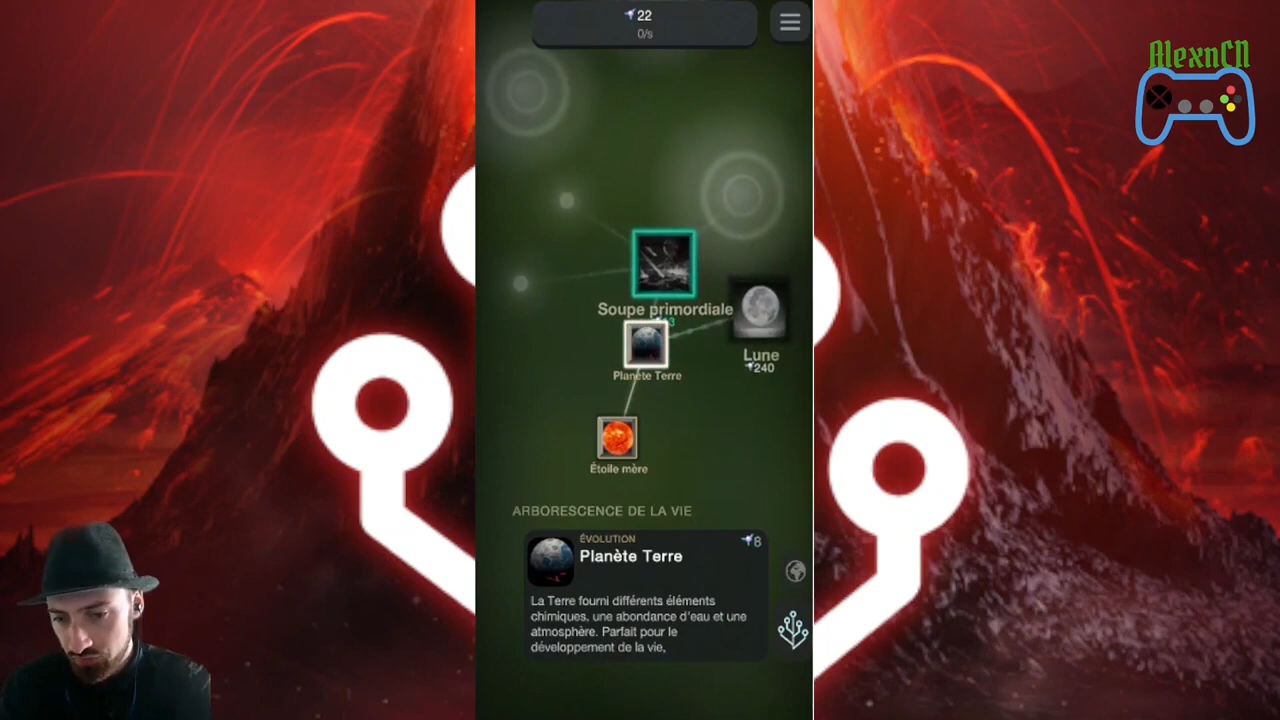 22
0/s
AlexnCN
Soupe primordiale
Lune
240
Planète Terre
Étoile mère
ARBORESCENCE DE LA VIE
ÉVOLUTION
8
Planète Terre
La Terre fourni différents éléments
chimiques, une abondance d'eau et une
atmosphère. Parfait pour le
développement de la vie,